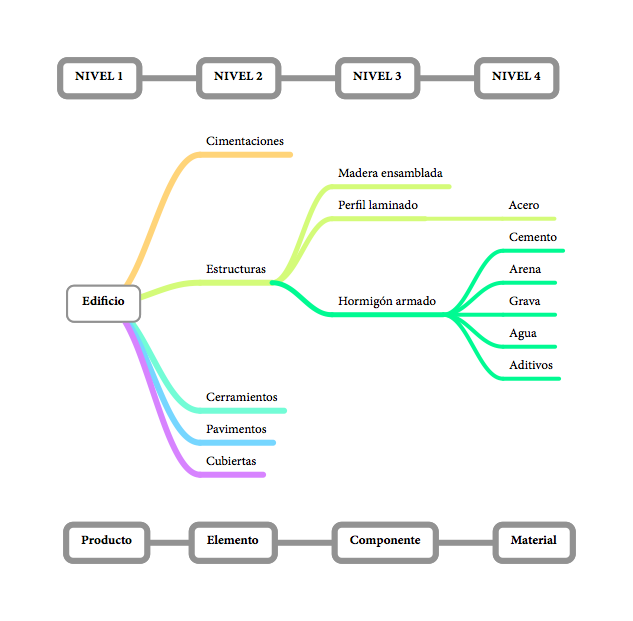 NIVEL 1
NIVEL 2
NIVEL 3
NIVEL 4
Cimentaciones
Madera ensamblada
Perfil laminado
Acero
Cemento
Estructuras
Arena
Edificio
Hormigón armado
Grava
Agua
Aditivos
Cerramientos
Pavimentos
Cubiertas
Producto
Elemento
Componente
Material